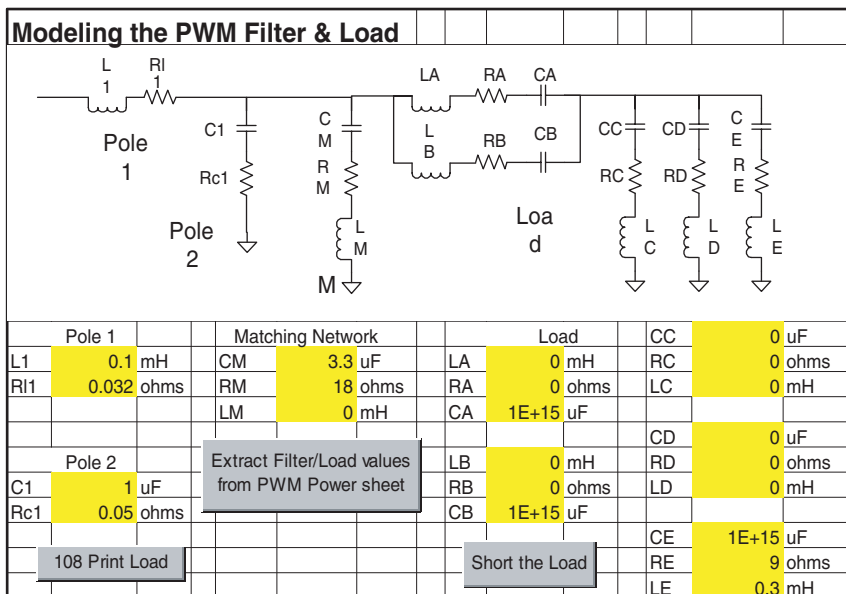 Modeling the PWM Filter & Load
L
1
Rl
1
LA
RA
CA
C1
C
M
L
B
RB
CB
CC
CD
C
E
Pole
1
Rc1
R
M
RC
RD
R
E
Pole
2
L
M
Loa
d
L
C
L
D
L
E
M
Pole 1
Matching Network
Load
CC 0 uF
L1 0.1 mH
CM 3.3 uF
LA 0 mH
RC 0 ohms
Rl1 0.032 ohms
RM 18 ohms
RA 0 ohms
LC 0 mH
LM 0 mH
CA 1E+15 uF
CD 0 uF
Pole 2
Extract Filter/Load values
from PWM Power sheet
LB 0 mH
RD 0 ohms
C1 1 uF
RB 0 ohms
LD 0 mH
Rc1 0.05 ohms
CB 1E+15 uF
CE 1E+15 uF
108 Print Load
Short the Load
RE 9 ohms
LE 0.3 mH